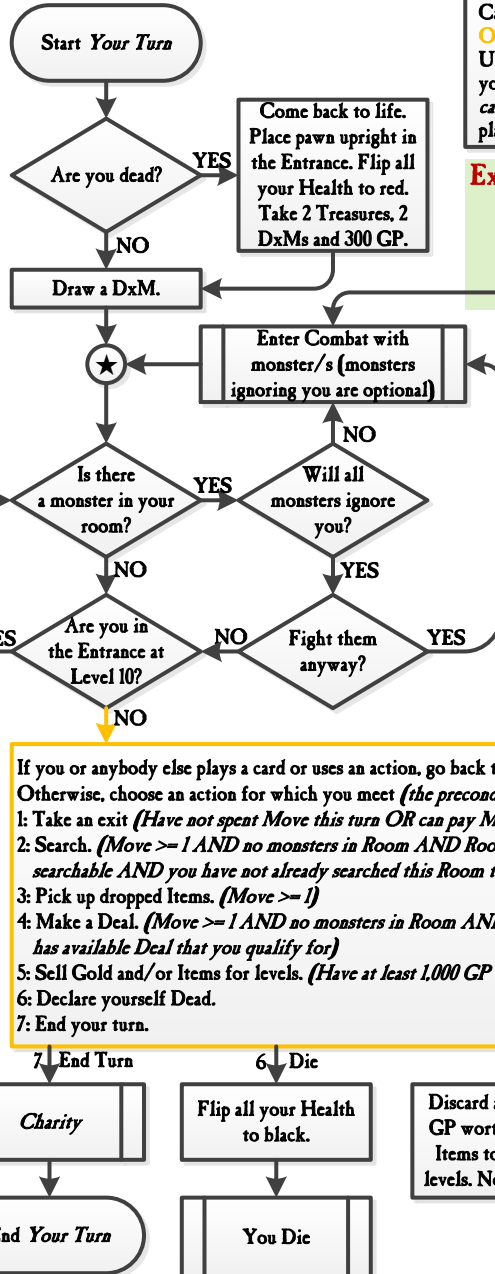 Start Your Turn
Are you dead?
YES
Come back to life.
Place pawn upright in
the Entrance. Flip all
your Health to red.
Take 2 Treasures, 2
DxMs and 300 GP.
NO
Draw a DxM.
Enter Combat with
monster/s (monsters
ignoring you are optional)
NO
Is there
a monster in your
room?
YES
Will all
monsters ignore
you?
NO
YES
Are you in
the Entrance at
Level 10?
NO
Fight them
anyway?
YES
ES
NO
If you or anybody else plays a card or uses an action, go back t
Otherwise, choose an action for which you meet (the precond
1: Take an exit (Have not spent Move this turn OR can pay M
2: Search. (Move >= 1 AND no monsters in Room AND Roo
searchable AND you have not already searched this Room t
3: Pick up dropped Items. (Move >= 1)
4: Make a Deal. (Move >= 1 AND no monsters in Room AN
has available Deal that you qualify for)
5: Sell Gold and/or Items for levels. (Have at least 1,000 GP
6: Declare yourself Dead.
7: End your turn.
7 End Turn
6 Die
Charity
Flip all your Health
to black.
Discard
GP wort
Items to
levels. N
nd Your Turn
You Die
Ca
O
U
yo
ca
pl
Ex